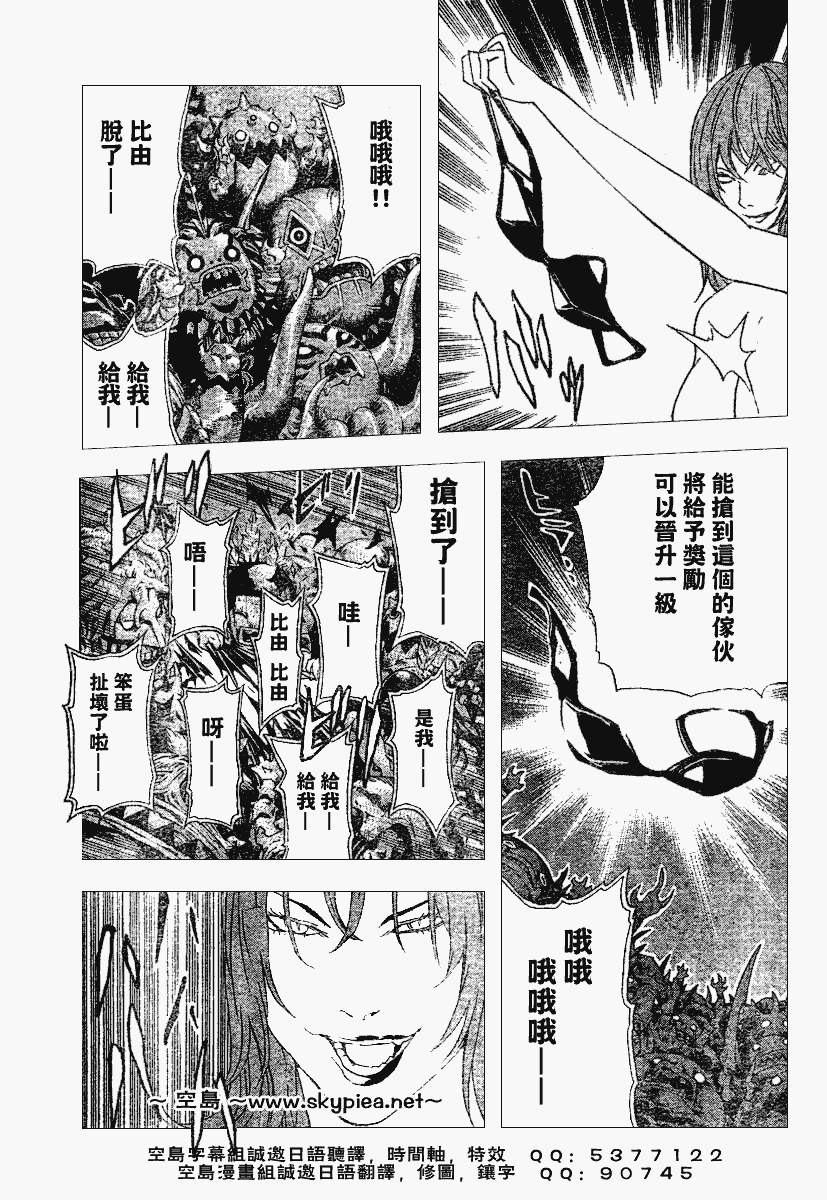 哦哦哦!!
比由
脫了——
給我—
給我—
能搶到這個的傢伙
將給予獎勵
可以晉升一級
哦哦
哦哦哦——
搶到了——
哇—
是我——
比由 比由
給我—
給我—
唔——
呀——
笨蛋
扯壞了啦——
~ 空島 ~www.skypiea.net~
空島字幕組誠邀日語聽譯，時間軸，特效 QQ：5377122
空島漫畫組誠邀日語翻譯，修圖，鑲字 QQ：90745